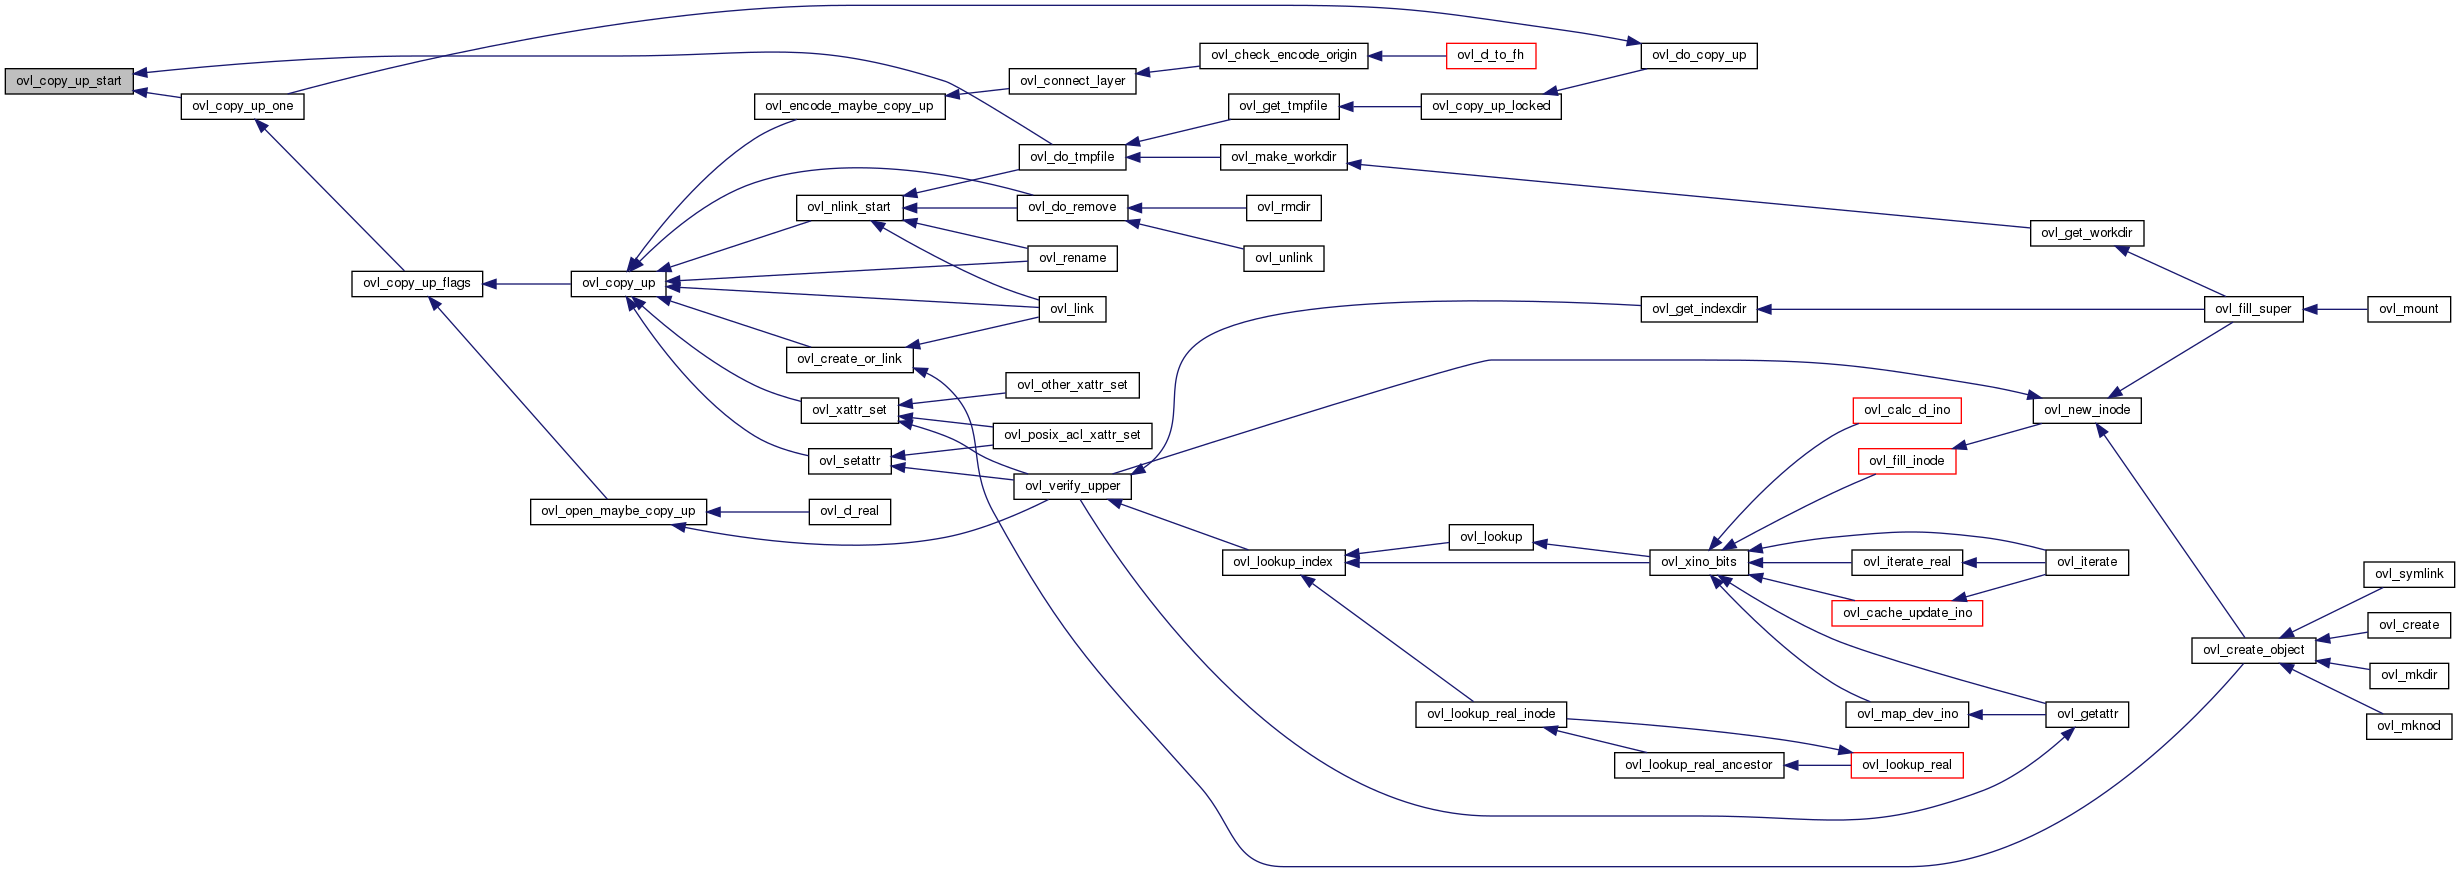 ovl_copy_up_start
ovl_copy_up_one
ovl_copy_up_flags
ovl_copy_up
ovl_open_maybe_copy_up
ovl_encode_maybe_copy_up
ovl_nlink_start
ovl_create_or_link
ovl_xattr_set
ovl_setattr
ovl_d_real
ovl_connect_layer
ovl_do_tmpfile
ovl_do_remove
ovl_rename
ovl_link
ovl_other_xattr_set
ovl_posix_acl_xattr_set
ovl_verify_upper
ovl_check_encode_origin
ovl_get_tmpfile
ovl_make_workdir
ovl_rmdir
ovl_unlink
ovl_lookup_index
ovl_d_to_fh
ovl_copy_up_locked
ovl_lookup
ovl_lookup_real_inode
ovl_do_copy_up
ovl_get_indexdir
ovl_xino_bits
ovl_lookup_real_ancestor
ovl_calc_d_ino
ovl_fill_inode
ovl_iterate_real
ovl_cache_update_ino
ovl_map_dev_ino
ovl_lookup_real
ovl_get_workdir
ovl_new_inode
ovl_iterate
ovl_getattr
ovl_fill_super
ovl_create_object
ovl_mount
ovl_symlink
ovl_create
ovl_mkdir
ovl_mknod